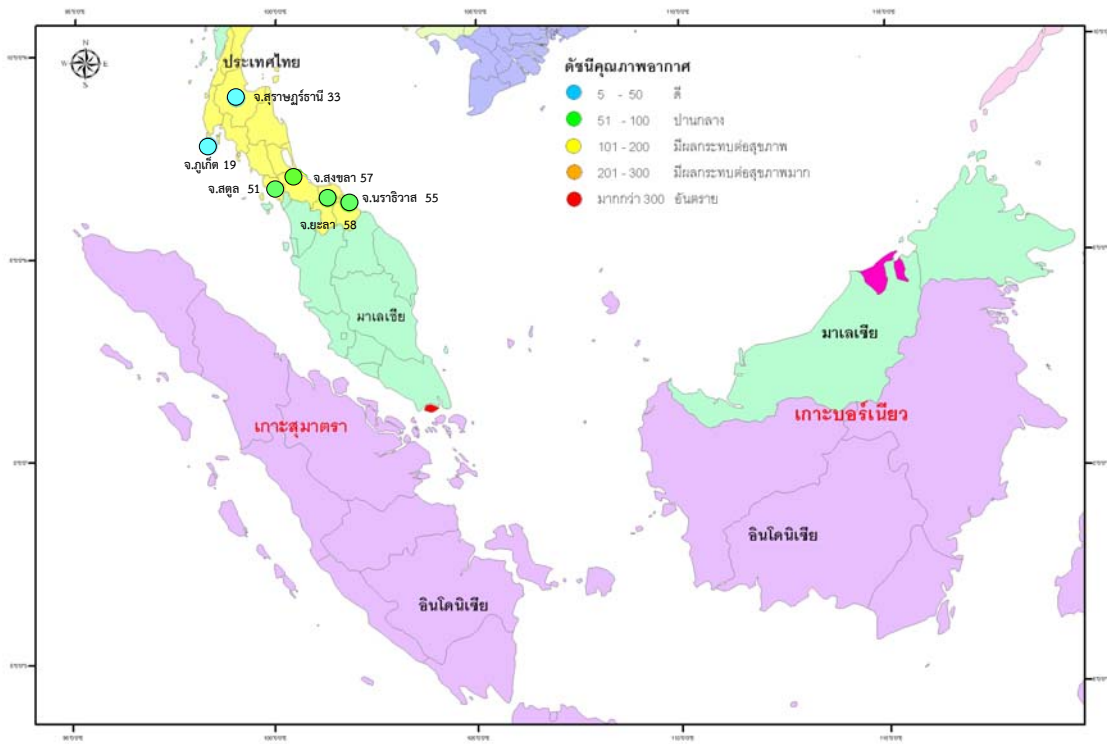 N
W
E
S
ประเทศไทย
จ.สุราษฎร์ธานี 33
จ.ภูเก็ต 19
จ.สงขลา 57
จ.สตูล 51
จ.นราธิวาส 55
จ.ยะลา 58
ดัชนีคุณภาพอากาศ
5 - 50 ดี
51 - 100 ปานกลาง
101 - 200 มีผลกระทบต่อสุขภาพ
201 - 300 มีผลกระทบต่อสุขภาพมาก
มากกว่า 300 อันตราย
มาเลเซีย
มาเลเซีย
เกาะสุมาตรา
เกาะบอร์เนียว
อินโดนิเซีย
อินโดนิเซีย